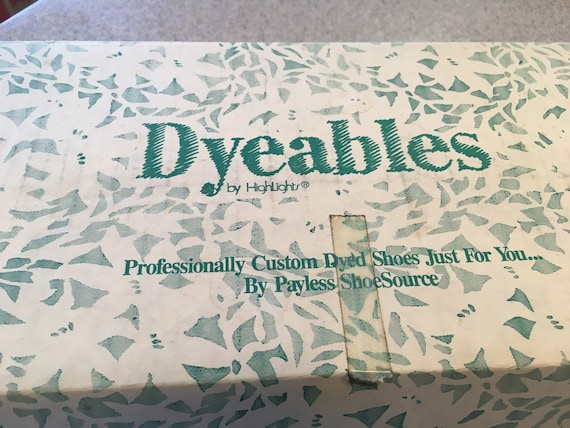 Dyeables
by HighLights®
Professionally Custom Dyed Shoes Just For You...
By Payless ShoeSource